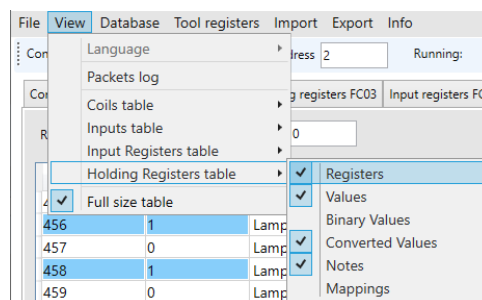 File View Database Tool registers Import Export Info
Con Language dress 2 Running:
Packets log
Co Coils table g registers FC03 Input registers FC
R Inputs table 0
Input Registers table
Holding Registers table Registers
4 Full size table Values
456 1 Lamp Binary Values
457 0 Lamp Converted Values
458 1 Lamp Notes
459 0 Lamp Mappings